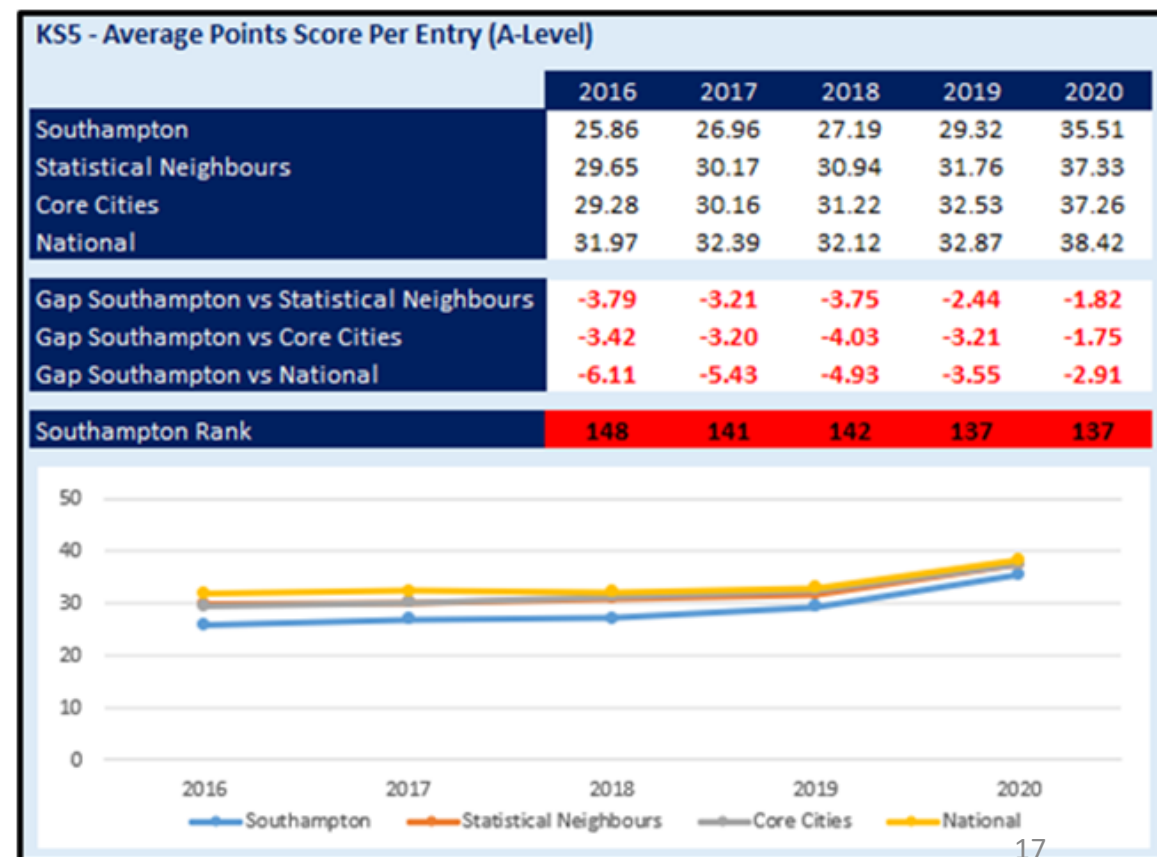 KS5 - Average Points Score Per Entry (A-Level)
2016 2017 2018 2019 2020
Southampton 25.86 26.96 27.19 29.32 35.51
Statistical Neighbours 29.65 30.17 30.94 31.76 37.33
Core Cities 29.28 30.16 31.22 32.53 37.26
National 31.97 32.39 32.12 32.87 38.42
Gap Southampton vs Statistical Neighbours -3.79 -3.21 -3.75 -2.44 -1.82
Gap Southampton vs Core Cities -3.42 -3.20 -4.03 -3.21 -1.75
Gap Southampton vs National -6.11 -5.43 -4.93 -3.55 -2.91
Southampton Rank 148 141 142 137 137
50
40
30
20
10
0
2016 2017 2018 2019 2020
Southampton Statistical Neighbours Core Cities National
17